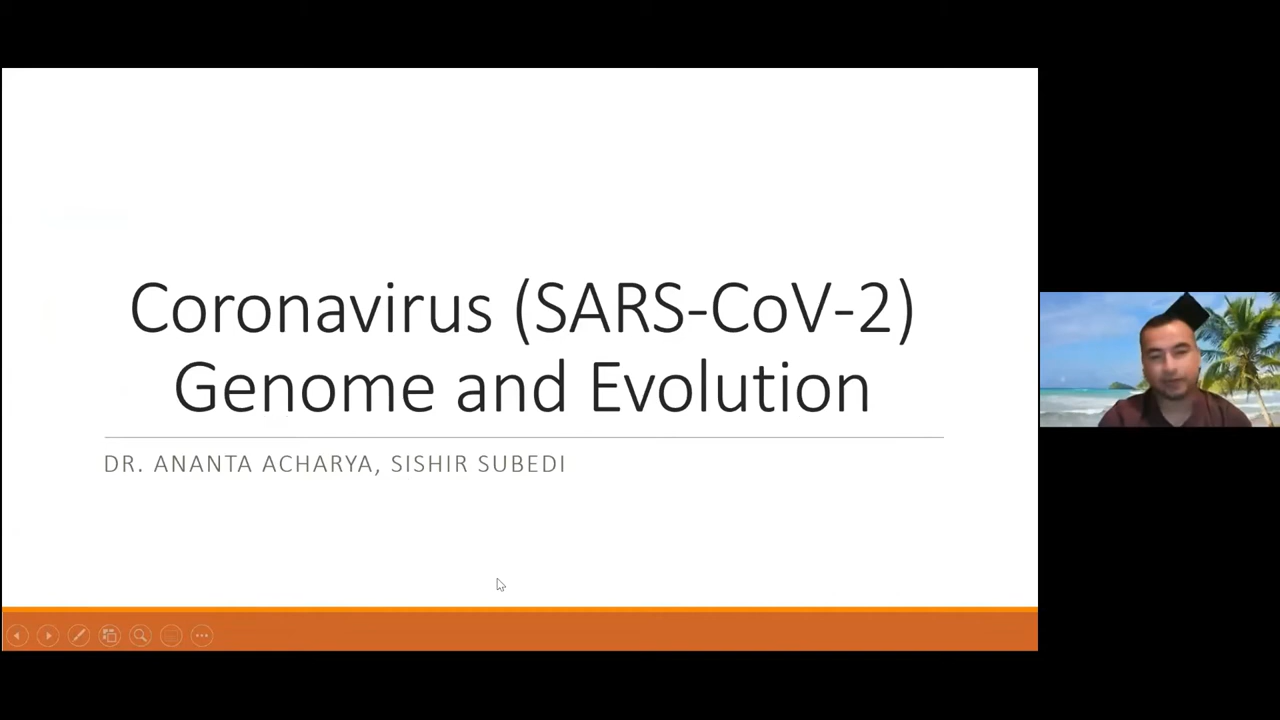 Coronavirus (SARS-CoV-2)
Genome and Evolution
DR. ANANTA ACHARYA, SISHIR SUBEDI